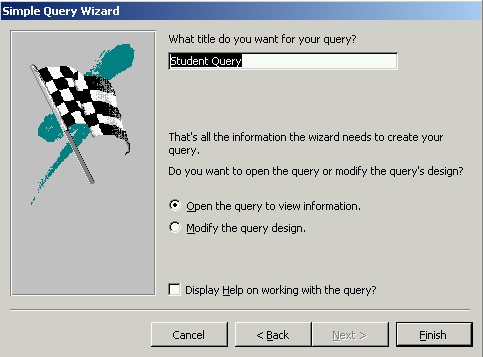 Simple Query Wizard
What title do you want for your query?
Student Query
That's all the information the wizard needs to create your
query.
Do you want to open the query or modify the query's design?
Open the query to view information.
Modify the query design.
Display Help on working with the query?
Cancel
< Back
Next >
Finish